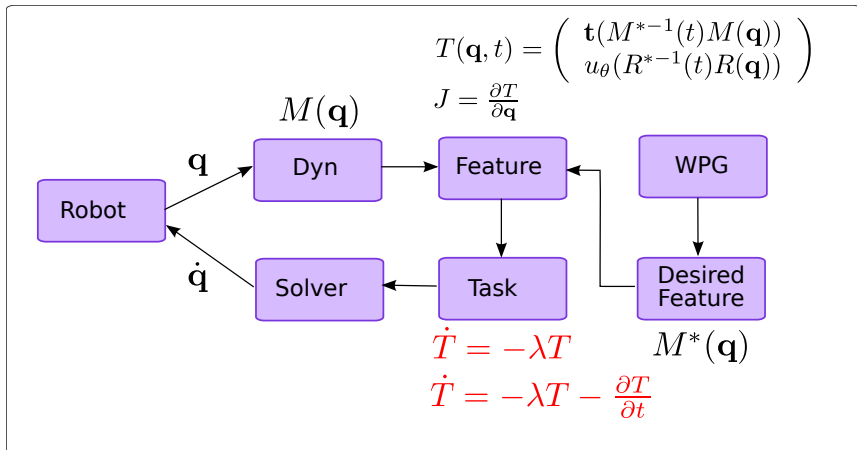 T(𝐪, t) = ( 𝐭(M*⁻¹(t)M(𝐪))
u_θ(R*⁻¹(t)R(𝐪)) )
J = ∂T/∂𝐪
M(𝐪)
𝐪
Dyn
Feature
WPG
Robot
𝐪̇
Solver
Task
Desired
Feature
Ṫ = −λT
M*(𝐪)
Ṫ = −λT − ∂T/∂t